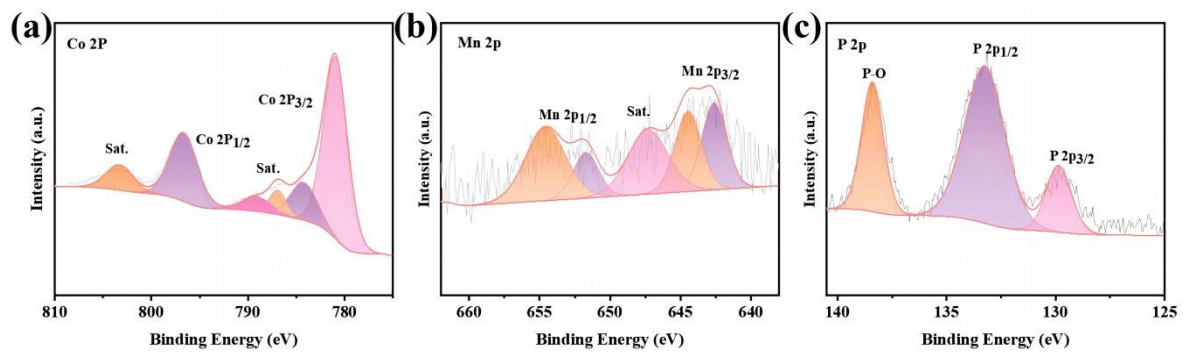 (a)
Co 2P
Co 2P3/2
Co 2P1/2
Sat.
Sat.
Intensity (a.u.)
810 800 790 780
Binding Energy (eV)
(b)
Mn 2p
Mn 2p3/2
Sat.
Mn 2p1/2
Intensity (a.u.)
660 655 650 645 640
Binding Energy (eV)
(c)
P 2p
P 2p1/2
P-O
P 2p3/2
Intensity (a.u.)
140 135 130 125
Binding Energy (eV)